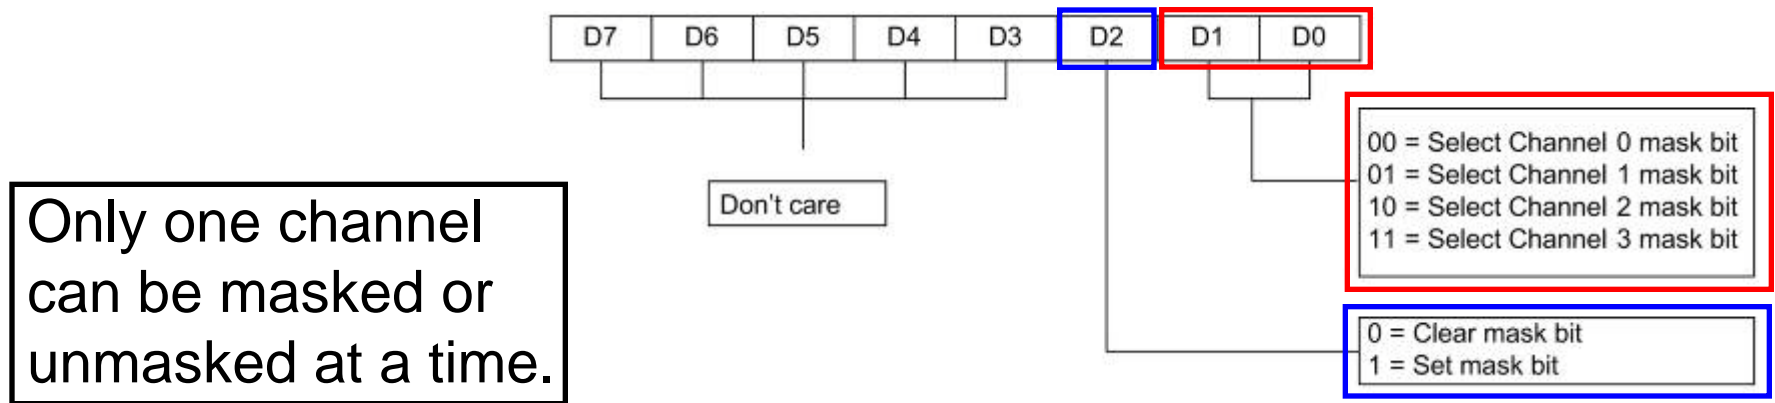 D7 D6 D5 D4 D3 D2 D1 D0
00 = Select Channel 0 mask bit
01 = Select Channel 1 mask bit
10 = Select Channel 2 mask bit
11 = Select Channel 3 mask bit
Don't care
Only one channel
can be masked or
unmasked at a time.
0 = Clear mask bit
1 = Set mask bit